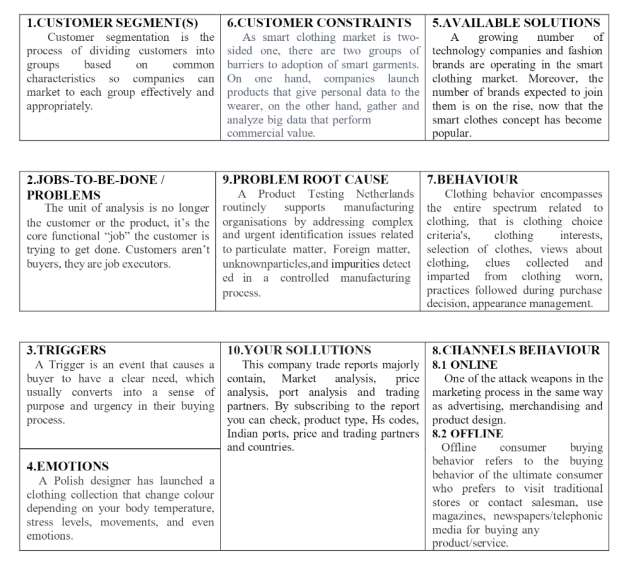 1.CUSTOMER SEGMENT(S)
Customer segmentation is the
process of dividing customers into
groups based on common
characteristics so companies can
market to each group effectively and
appropriately.
6.CUSTOMER CONSTRAINTS
As smart clothing market is two-
sided one, there are two groups of
barriers to adoption of smart garments.
On one hand, companies launch
products that give personal data to the
wearer, on the other hand, gather and
analyze big data that perform
commercial value.
5.AVAILABLE SOLUTIONS
A growing number of
technology companies and fashion
brands are operating in the smart
clothing market. Moreover, the
number of brands expected to join
them is on the rise, now that the
smart clothes concept has become
popular.
2.JOBS-TO-BE-DONE /
PROBLEMS
The unit of analysis is no longer
the customer or the product, it's the
core functional “job” the customer is
trying to get done. Customers aren't
buyers, they are job executors.
9.PROBLEM ROOT CAUSE
A Product Testing Netherlands
routinely supports manufacturing
organisations by addressing complex
and urgent identification issues related
to particulate matter, Foreign matter,
unknownparticles,and impurities detect
ed in a controlled manufacturing
process.
7.BEHAVIOUR
Clothing behavior encompasses
the entire spectrum related to
clothing, that is clothing choice
criteria's, clothing interests,
selection of clothes, views about
clothing, clues collected and
imparted from clothing worn,
practices followed during purchase
decision, appearance management.
3.TRIGGERS
A Trigger is an event that causes a
buyer to have a clear need, which
usually converts into a sense of
purpose and urgency in their buying
process.
4.EMOTIONS
A Polish designer has launched a
clothing collection that change colour
depending on your body temperature,
stress levels, movements, and even
emotions.
10.YOUR SOLLUTIONS
This company trade reports majorly
contain, Market analysis, price
analysis, port analysis and trading
partners. By subscribing to the report
you can check, product type, Hs codes,
Indian ports, price and trading partners
and countries.
8.CHANNELS BEHAVIOUR
8.1 ONLINE
One of the attack weapons in the
marketing process in the same way
as advertising, merchandising and
product design.
8.2 OFFLINE
Offline consumer buying
behavior refers to the buying
behavior of the ultimate consumer
who prefers to visit traditional
stores or contact salesman, use
magazines, newspapers/telephonic
media for buying any
product/service.